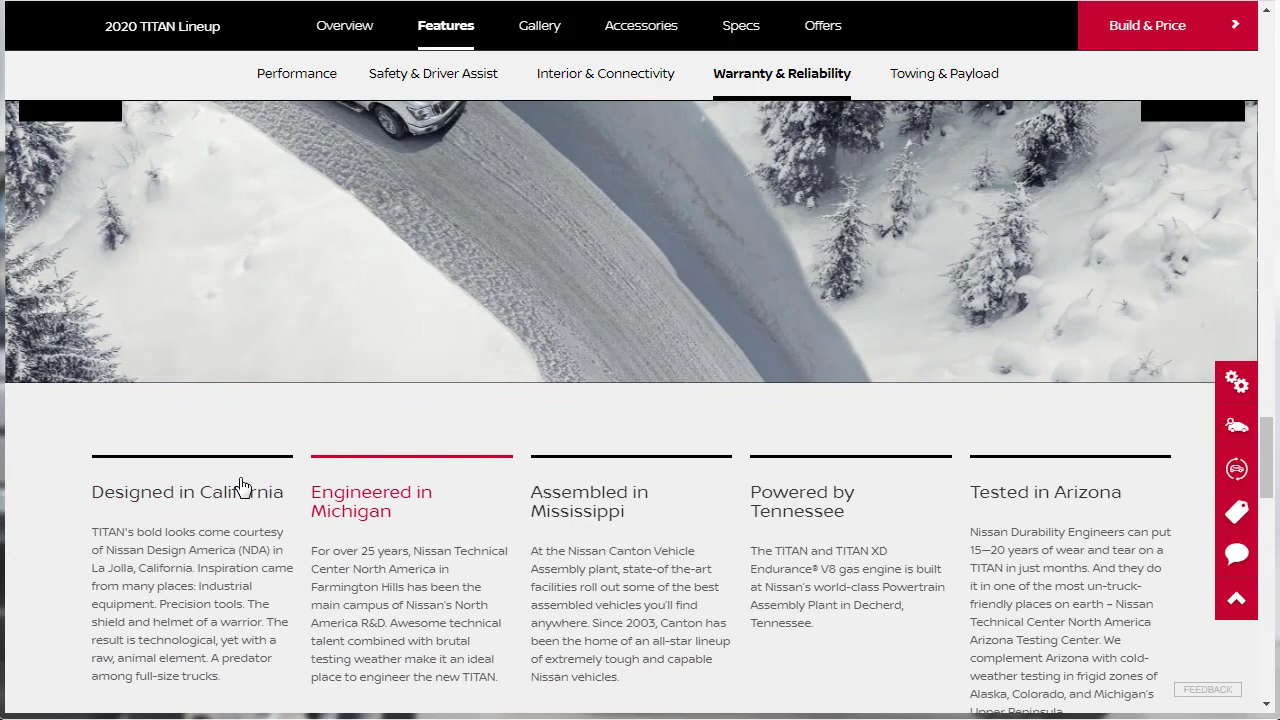 2020 TITAN Lineup
Overview
Features
Gallery
Accessories
Specs
Offers
Build & Price
Performance
Safety & Driver Assist
Interior & Connectivity
Warranty & Reliability
Towing & Payload
Designed in California
TITAN's bold looks come courtesy
of Nissan Design America (NDA) in
La Jolla, California. Inspiration came
from many places: Industrial
equipment. Precision tools. The
shield and helmet of a warrior. The
result is technological, yet with a
raw, animal element. A predator
among full-size trucks.
Engineered in
Michigan
For over 25 years, Nissan Technical
Center North America in
Farmington Hills has been the
main campus of Nissan's North
America R&D. Awesome technical
talent combined with brutal
testing weather make it an ideal
place to engineer the new TITAN.
Assembled in
Mississippi
At the Nissan Canton Vehicle
Assembly plant, state-of the-art
facilities roll out some of the best
assembled vehicles you'll find
anywhere. Since 2003, Canton has
been the home of an all-star lineup
of extremely tough and capable
Nissan vehicles.
Powered by
Tennessee
The TITAN and TITAN XD
Endurance® V8 gas engine is built
at Nissan's world-class Powertrain
Assembly Plant in Decherd,
Tennessee.
Tested in Arizona
Nissan Durability Engineers can put
15—20 years of wear and tear on a
TITAN in just months. And they do
it in one of the most un-truck-
friendly places on earth – Nissan
Technical Center North America
Arizona Testing Center. We
complement Arizona with cold-
weather testing in frigid zones of
Alaska, Colorado, and Michigan's
Upper Peninsula.
FEEDBACK